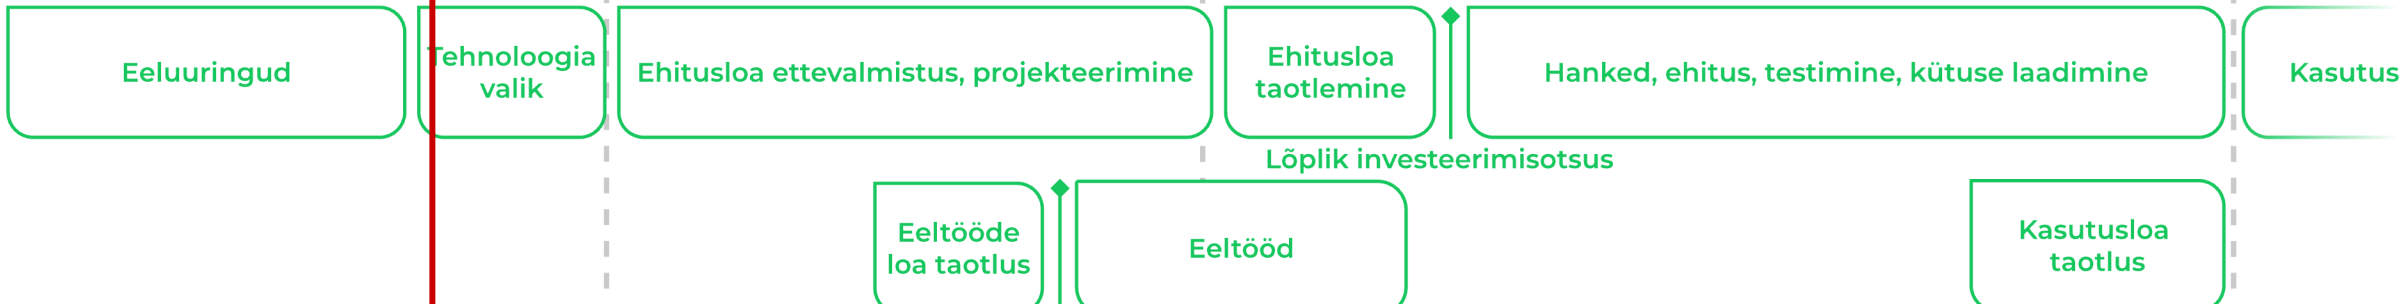 Eeluuringud
Tehnoloogia
valik
Ehitusloa ettevalmistus, projekteerimine
Ehitusloa
taotlemine
Hanked, ehitus, testimine, kütuse laadimine
Kasutus
Lõplik investeerimisotsus
Eeltööde
loa taotlus
Eeltööd
Kasutusloa
taotlus